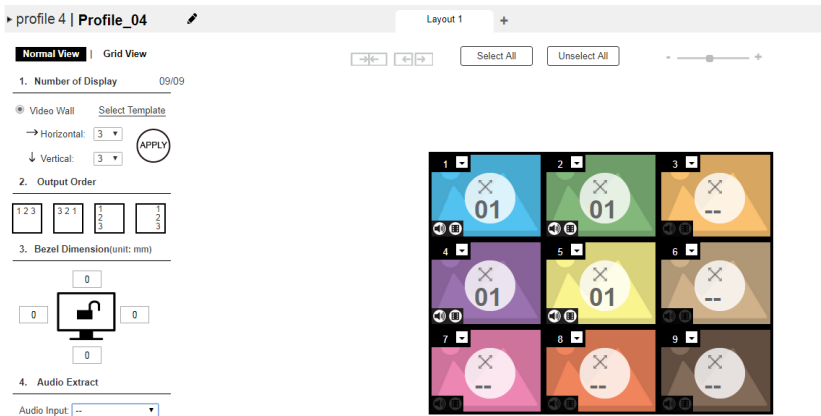 profile 4 | Profile_04
Layout 1 +
Normal View | Grid View
Select All Unselect All - +
1. Number of Display 09/09
Video Wall Select Template
Horizontal: 3
APPLY
Vertical: 3
2. Output Order
1 2 3 3 2 1 1 2 3 1 2 3
3. Bezel Dimension(unit: mm)
0
0 0
0
4. Audio Extract
Audio Input: --
1 2 3
01 01 --
4 5 6
01 01 --
7 8 9
-- -- --